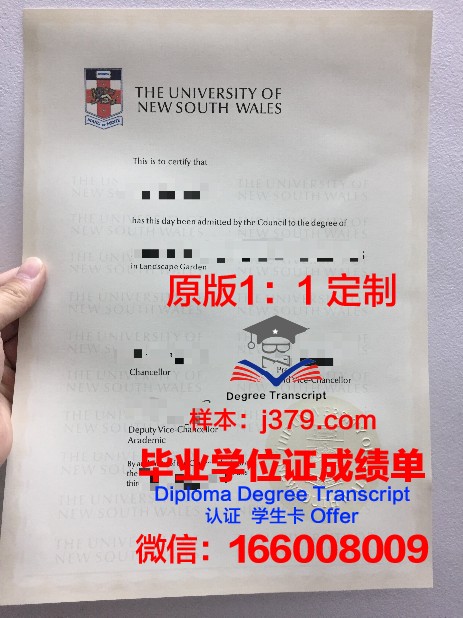 THE UNIVERSITY OF
NEW SOUTH WALES
This is to certify that
has this day been admitted by the Council to the degree of
in Landscape Garden
原版1：1 定制
Chancellor
Vice-Chancellor
BZ
Degree Transcript
样本：j379.com
Deputy Vice-Chancellor
Academic
毕业学位证成绩单
Diploma Degree Transcript
认证 学生卡 Offer
微信：166008009